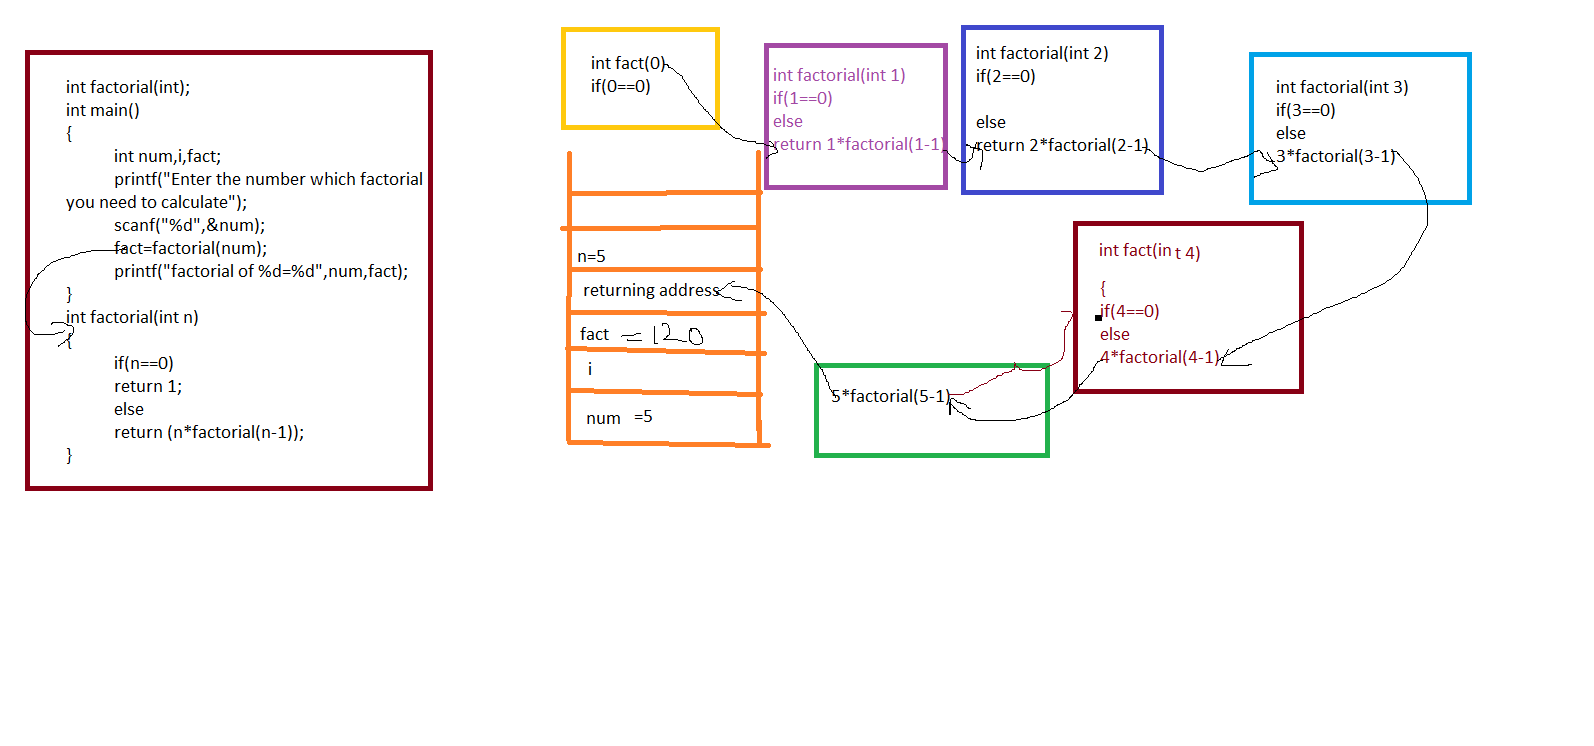 int factorial(int);
int main()
{
int num,i,fact;
printf("Enter the number which factorial
you need to calculate");
scanf("%d",&num);
fact=factorial(num);
printf("factorial of %d=%d",num,fact);
}
int factorial(int n)
{
if(n==0)
return 1;
else
return (n*factorial(n-1));
}
int fact(0)
if(0==0)
int factorial(int 1)
if(1==0)
else
return 1*factorial(1-1)
int factorial(int 2)
if(2==0)
else
return 2*factorial(2-1)
int factorial(int 3)
if(3==0)
else
3*factorial(3-1)
n=5
returning address
fact =120
i
num =5
5*factorial(5-1)
int fact(int 4)
{
if(4==0)
else
4*factorial(4-1)